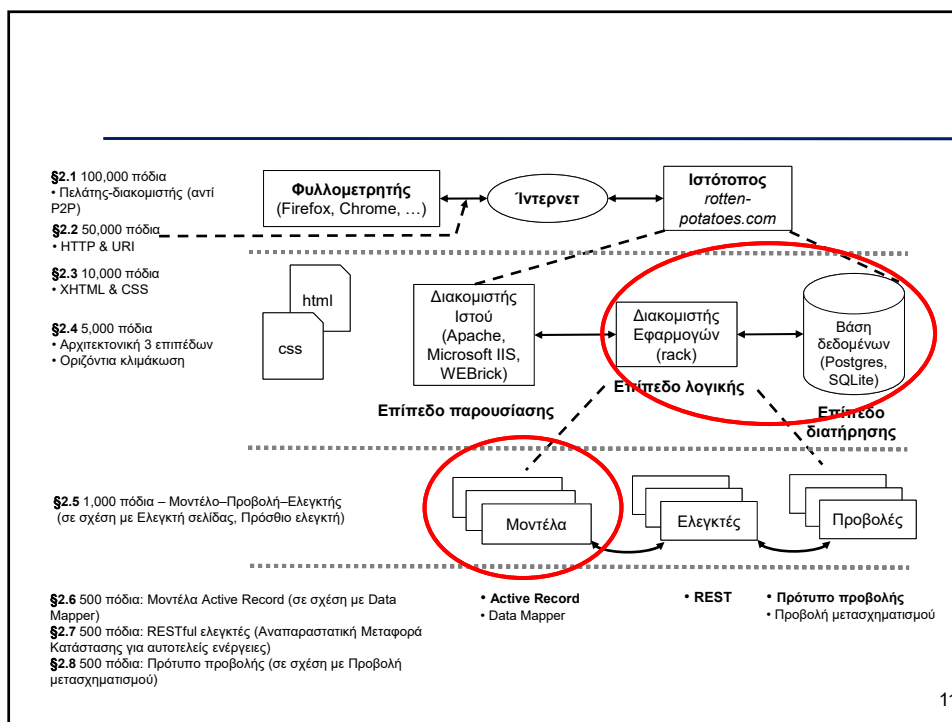 §2.1 100,000 πόδια
• Πελάτης-διακομιστής (αντί
P2P)
§2.2 50,000 πόδια
• HTTP & URI
Φυλλομετρητής
(Firefox, Chrome, …)
Ίντερνετ
Ιστότοπος
rotten-
potatoes.com
§2.3 10,000 πόδια
• XHTML & CSS
§2.4 5,000 πόδια
• Αρχιτεκτονική 3 επιπέδων
• Οριζόντια κλιμάκωση
html
css
Διακομιστής
Ιστού
(Apache,
Microsoft IIS,
WEBrick)
Διακομιστής
Εφαρμογών
(rack)
Βάση
δεδομένων
(Postgres,
SQLite)
Επίπεδο παρουσίασης
Επίπεδο λογικής
Επίπεδο
διατήρησης
§2.5 1,000 πόδια – Μοντέλο–Προβολή–Ελεγκτής
(σε σχέση με Ελεγκτή σελίδας, Πρόσθιο ελεγκτή)
Μοντέλα
Ελεγκτές
Προβολές
§2.6 500 πόδια: Μοντέλα Active Record (σε σχέση με Data
Mapper)
§2.7 500 πόδια: RESTful ελεγκτές (Αναπαραστατική Μεταφορά
Κατάστασης για αυτοτελείς ενέργειες)
§2.8 500 πόδια: Πρότυπο προβολής (σε σχέση με Προβολή
μετασχηματισμού)
• Active Record
• Data Mapper
• REST
• Πρότυπο προβολής
• Προβολή μετασχηματισμού
11